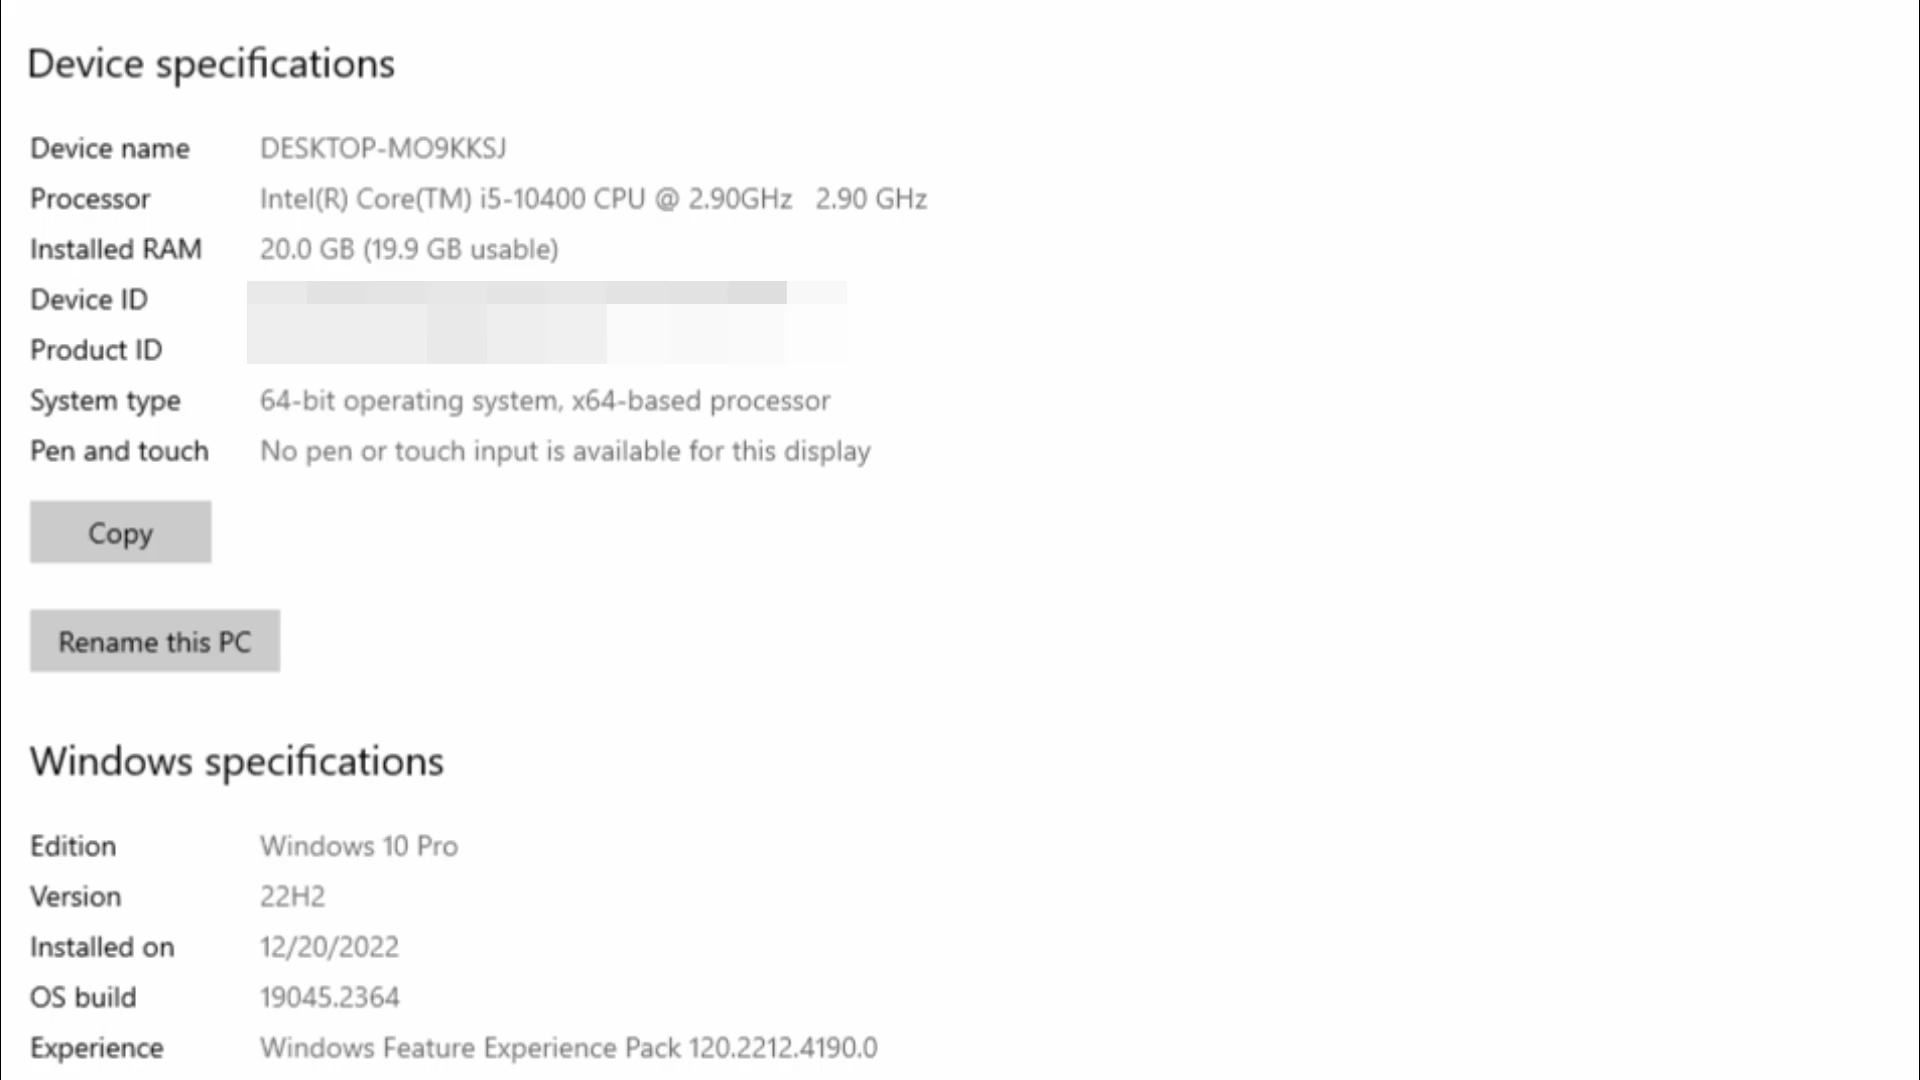 Device specifications
Device name DESKTOP-MO9KKSJ
Processor Intel(R) Core(TM) i5-10400 CPU @ 2.90GHz 2.90 GHz
Installed RAM 20.0 GB (19.9 GB usable)
Device ID
Product ID
System type 64-bit operating system, x64-based processor
Pen and touch No pen or touch input is available for this display
Copy
Rename this PC
Windows specifications
Edition Windows 10 Pro
Version 22H2
Installed on 12/20/2022
OS build 19045.2364
Experience Windows Feature Experience Pack 120.2212.4190.0